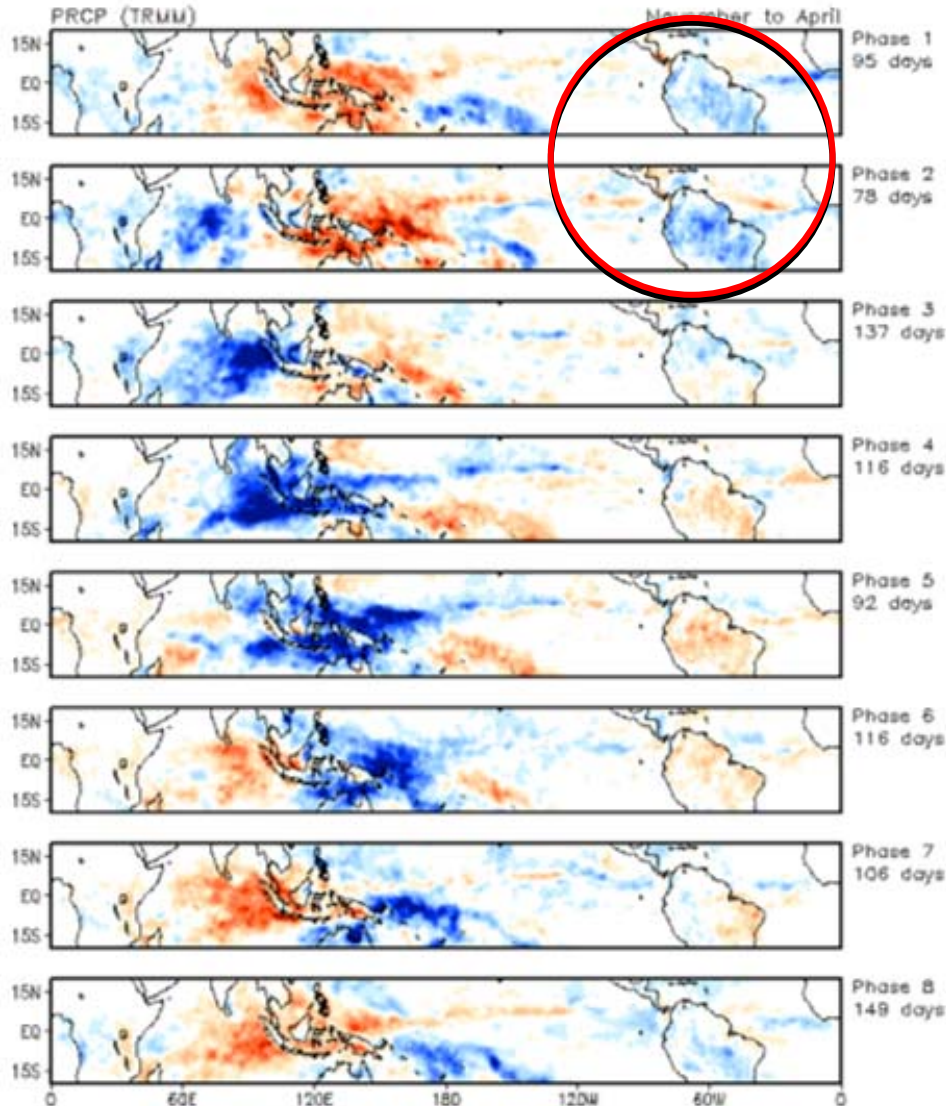 PRCP (TRMM) November to April
15N
EQ
15S
Phase 1
95 days
15N
EQ
15S
Phase 2
78 days
15N
EQ
15S
Phase 3
137 days
15N
EQ
15S
Phase 4
116 days
15N
EQ
15S
Phase 5
92 days
15N
EQ
15S
Phase 6
116 days
15N
EQ
15S
Phase 7
106 days
15N
EQ
15S
Phase 8
149 days
0 60E 120E 180 120W 60W 0